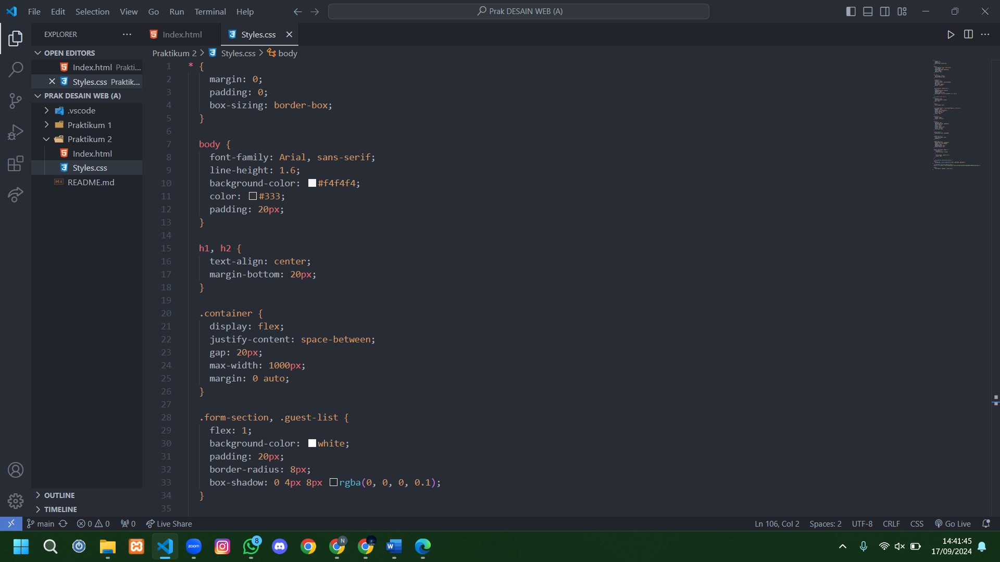 File Edit Selection View Go Run Terminal Help
Prak DESAIN WEB (A)
EXPLORER
Index.html
Styles.css
OPEN EDITORS
Index.html Prakti...
Styles.css Praktik...
PRAK DESAIN WEB (A)
.vscode
Praktikum 1
Praktikum 2
Index.html
Styles.css
README.md
OUTLINE
TIMELINE
Praktikum 2 > Styles.css > body
1 * {
2 margin: 0;
3 padding: 0;
4 box-sizing: border-box;
5 }
6
7 body {
8 font-family: Arial, sans-serif;
9 line-height: 1.6;
10 background-color: #f4f4f4;
11 color: #333;
12 padding: 20px;
13 }
14
15 h1, h2 {
16 text-align: center;
17 margin-bottom: 20px;
18 }
19
20 .container {
21 display: flex;
22 justify-content: space-between;
23 gap: 20px;
24 max-width: 1000px;
25 margin: 0 auto;
26 }
27
28 .form-section, .guest-list {
29 flex: 1;
30 background-color: white;
31 padding: 20px;
32 border-radius: 8px;
33 box-shadow: 0 4px 8px rgba(0, 0, 0, 0.1);
34 }
35
main 0 0 0 Live Share
Ln 106, Col 2 Spaces: 2 UTF-8 CRLF CSS Go Live
zoom
8
N
W
14:41:45
17/09/2024